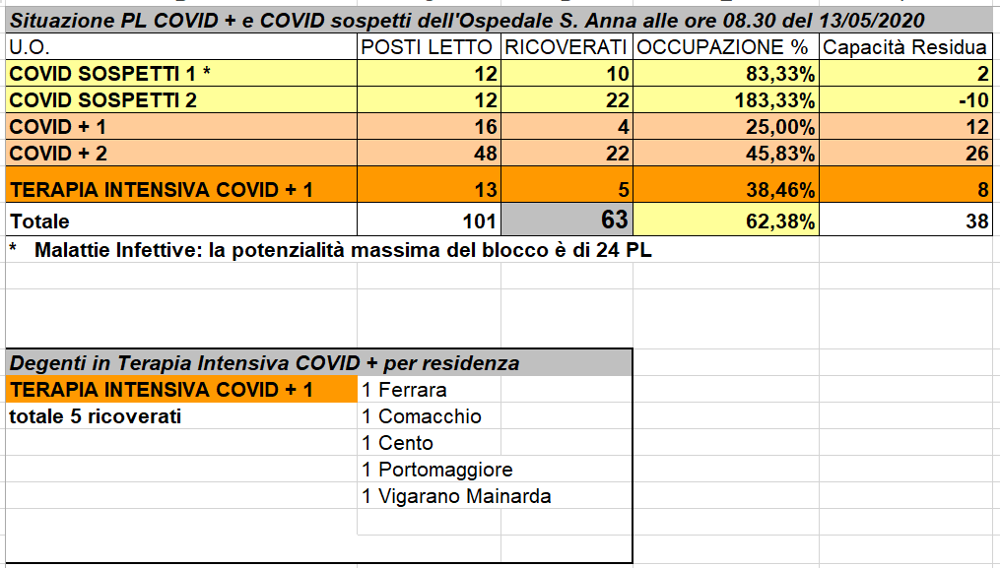 Situazione PL COVID + e COVID sospetti dell'Ospedale S. Anna alle ore 08.30 del 13/05/2020
U.O. POSTI LETTO RICOVERATI OCCUPAZIONE % Capacità Residua
COVID SOSPETTI 1 * 12 10 83,33% 2
COVID SOSPETTI 2 12 22 183,33% -10
COVID + 1 16 4 25,00% 12
COVID + 2 48 22 45,83% 26
TERAPIA INTENSIVA COVID + 1 13 5 38,46% 8
Totale 101 63 62,38% 38
* Malattie Infettive: la potenzialità massima del blocco è di 24 PL
Degenti in Terapia Intensiva COVID + per residenza
TERAPIA INTENSIVA COVID + 1 1 Ferrara
totale 5 ricoverati 1 Comacchio
1 Cento
1 Portomaggiore
1 Vigarano Mainarda